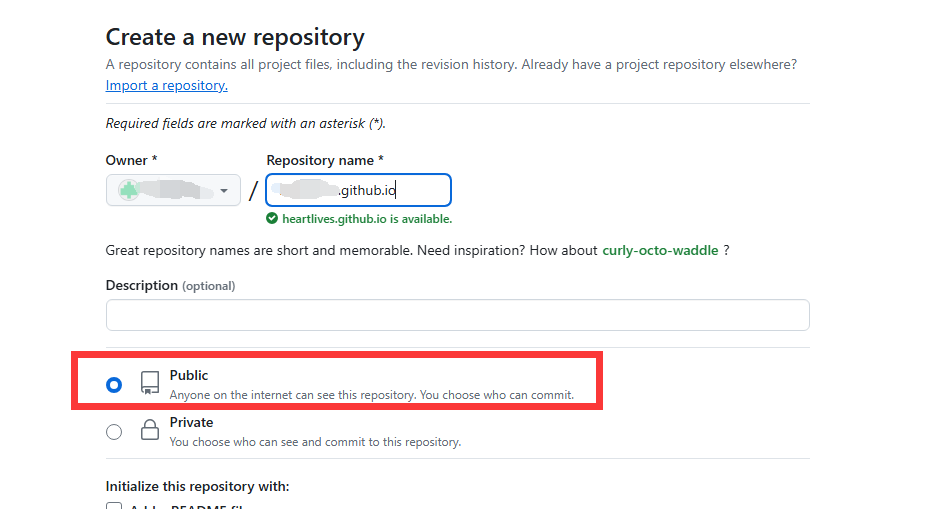 Create a new repository
A repository contains all project files, including the revision history. Already have a project repository elsewhere?
Import a repository.
Required fields are marked with an asterisk (*).
Owner * Repository name *
/ .github.io
heartlives.github.io is available.
Great repository names are short and memorable. Need inspiration? How about curly-octo-waddle ?
Description (optional)
Public
Anyone on the internet can see this repository. You choose who can commit.
Private
You choose who can see and commit to this repository.
Initialize this repository with: